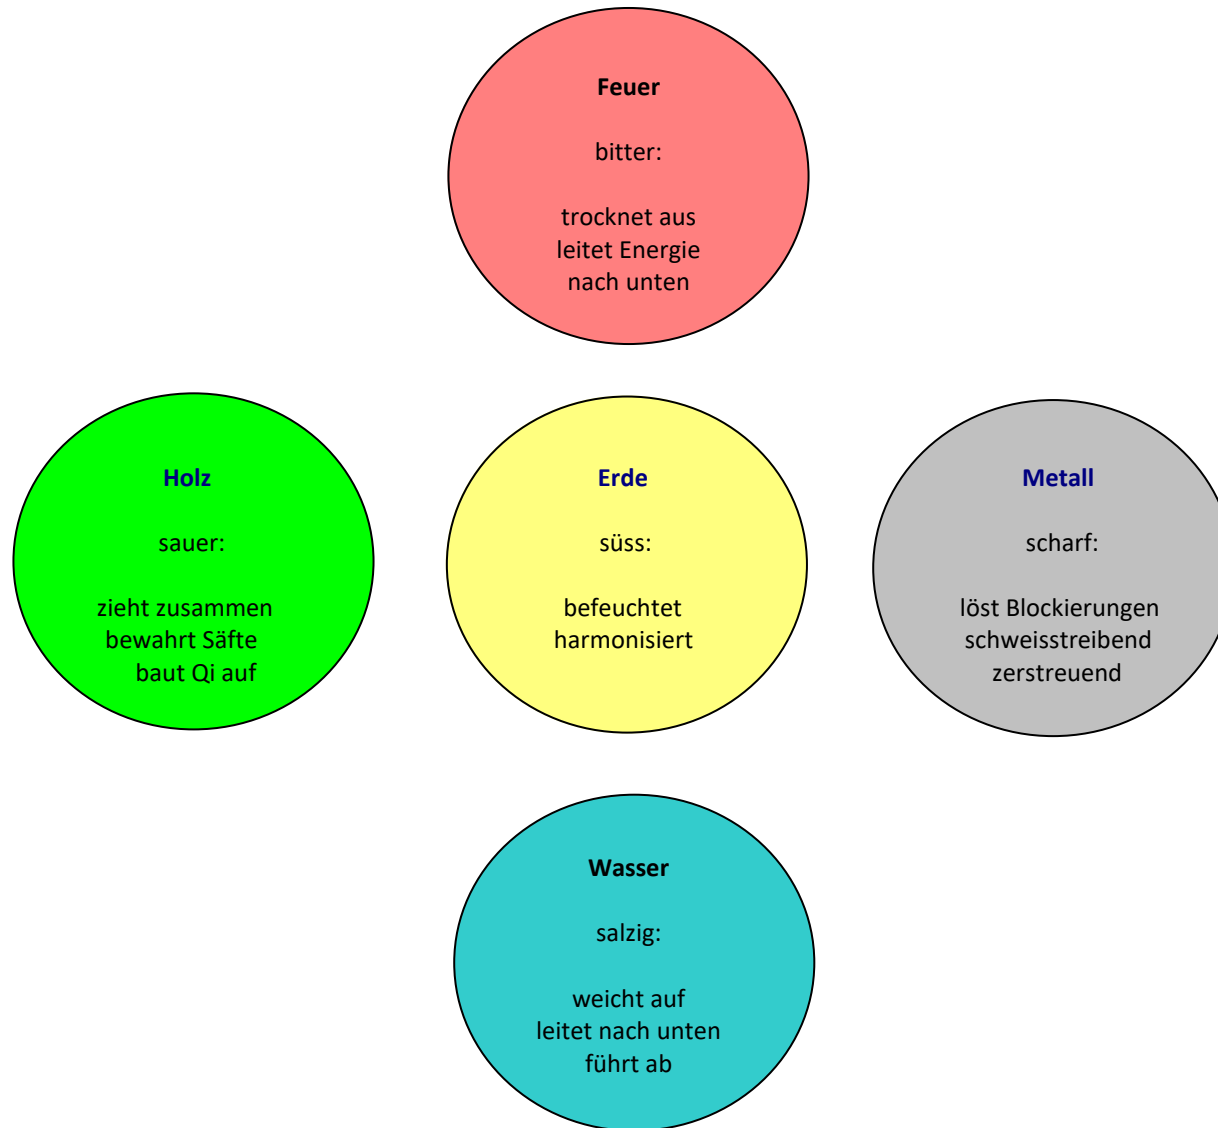 Feuer
bitter:
trocknet aus
leitet Energie
nach unten
Holz
sauer:
zieht zusammen
bewahrt Säfte
baut Qi auf
Erde
süss:
befeuchtet
harmonisiert
Metall
scharf:
löst Blockierungen
schweisstreibend
zerstreuend
Wasser
salzig:
weicht auf
leitet nach unten
führt ab